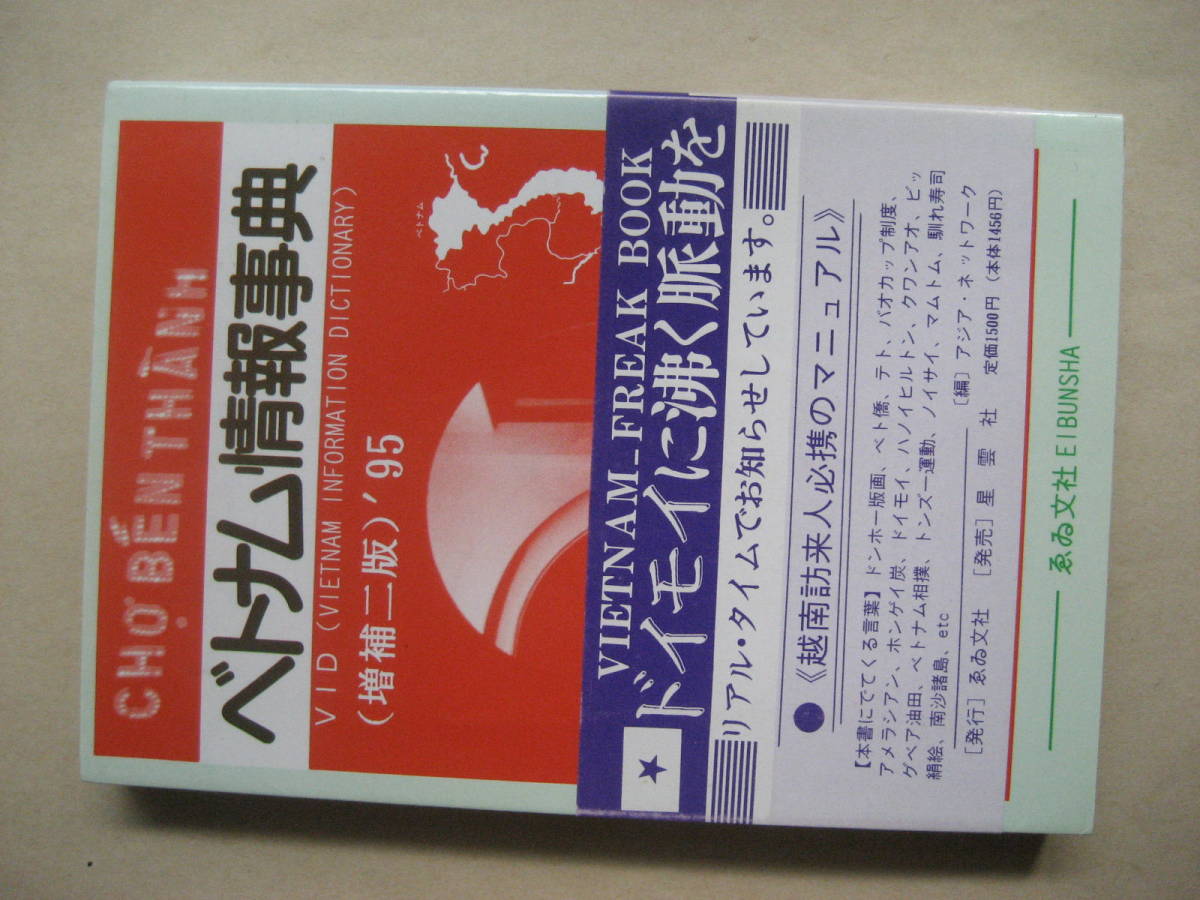 CHỢ BẾN THÀNH
ベトナム情報事典
VID (VIETNAM INFORMATION DICTIONARY)
(増補二版)'95
ベトナム
VIETNAM_FREAK BOOK
ドイモイに沸く脈動を
リアル・タイムでお知らせしています。
●《越南訪来人必携のマニュアル》
【本書にでてくる言葉】ドンホー版画、ベト僑、テト、バオカップ制度、
アメラシアン、ホンゲイ炭、ドイモイ、ハノイヒルトン、クワンアオ、ビッ
グベア油田、ベトナム相撲、トンズー運動、ノイサイ、マムトム、馴れ寿司
絹絵、南沙諸島、etc
[編]アジア・ネットワーク
[発行]ゑゐ文社 [発売]星雲社 定価1500円(本体1456円)
ゑゐ文社 EIBUNSHA